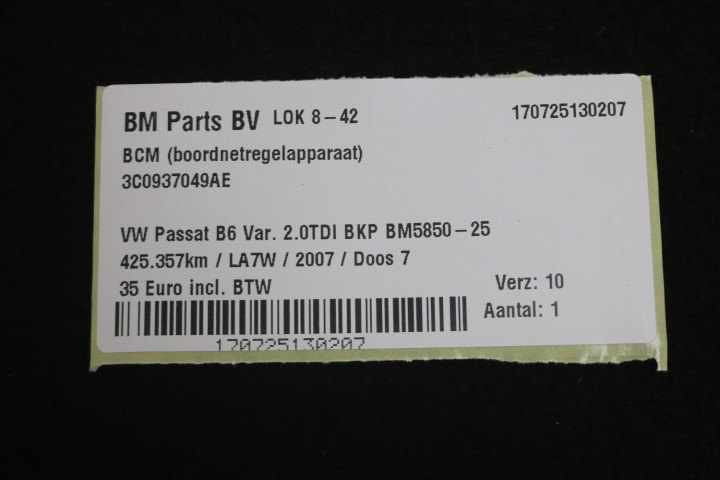 BM Parts BV LOK 8-42 170725130207
BCM (boordnetregelapparaat)
3C0937049AE
VW Passat B6 Var. 2.0TDI BKP BM5850-25
425.357km / LA7W / 2007 / Doos 7
35 Euro incl. BTW Verz: 10
Aantal: 1
170725130207